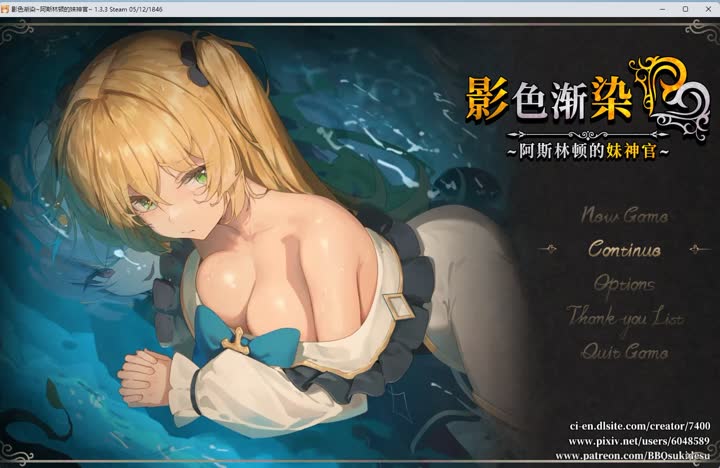 影色渐染~阿斯林顿的妹神官~ 1.3.3 Steam 05/12/1846
影色渐染
~阿斯林顿的妹神官~
New Game
Continue
Options
Thank you List
Quit Game
ci-en.dlsite.com/creator/7400
www.pixiv.net/users/6048589
www.patreon.com/BBQsukidesu